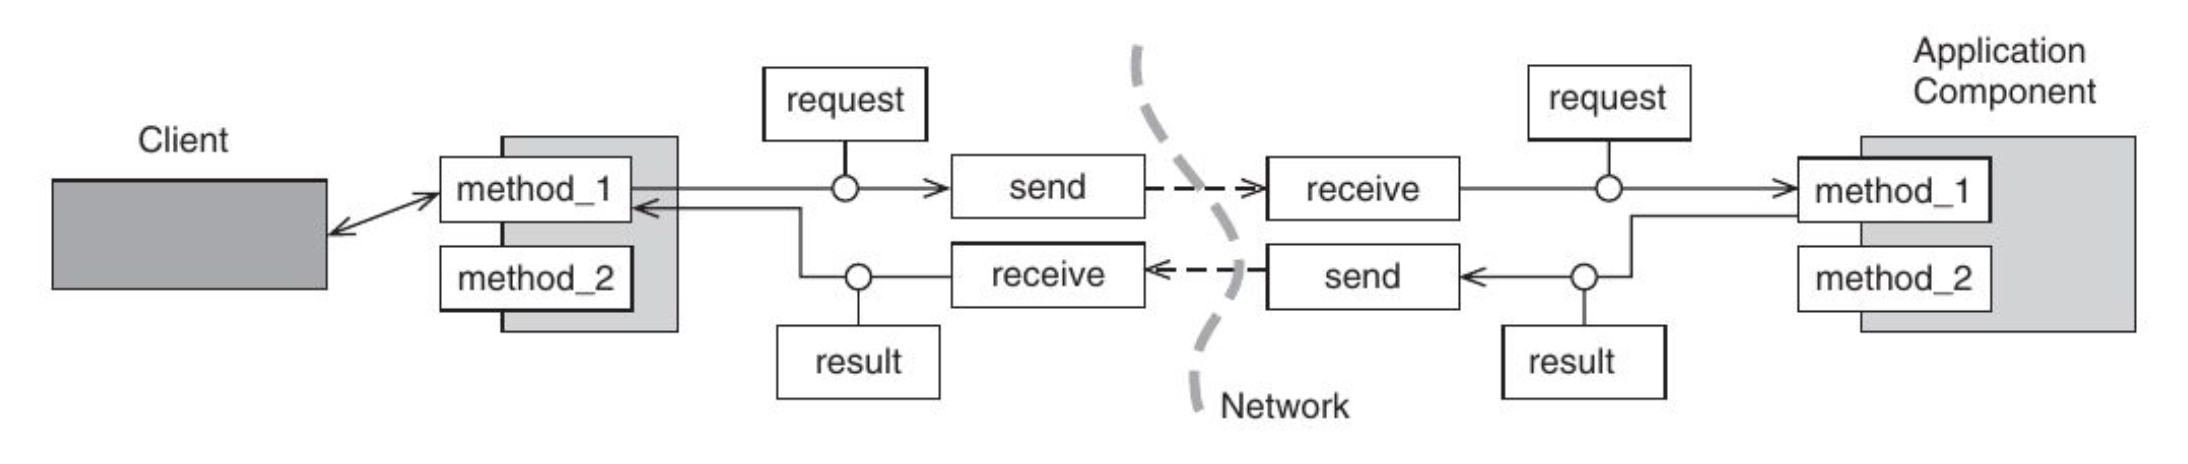 Client
method_1
method_2
request
send
receive
result
Network
receive
send
request
result
Application
Component
method_1
method_2